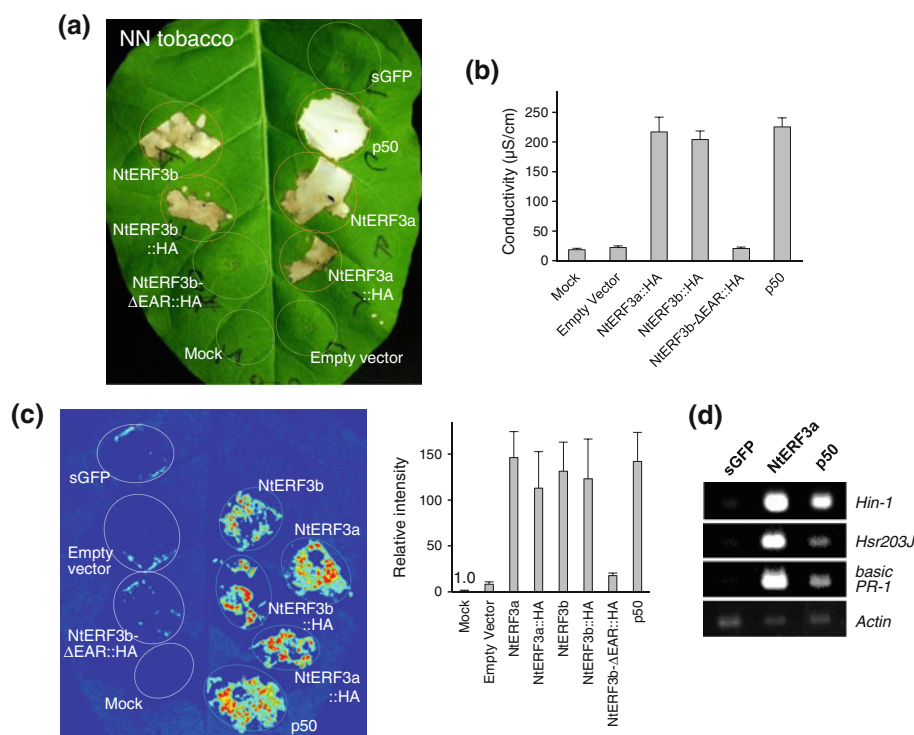 (a)
NN tobacco
sGFP
p50
NtERF3b
NtERF3a
NtERF3b
::HA
NtERF3a
::HA
NtERF3b-
ΔEAR::HA
Mock
Empty vector
(b)
Conductivity (µS/cm)
250
200
150
100
50
0
Mock
Empty Vector
NtERF3a::HA
NtERF3b::HA
NtERF3b-ΔEAR::HA
p50
(c)
sGFP
NtERF3b
NtERF3a
Empty
vector
NtERF3b
::HA
NtERF3b-
ΔEAR::HA
NtERF3a
::HA
Mock
p50
Relative intensity
150
100
50
0
1.0
Mock
Empty Vector
NtERF3a
NtERF3a::HA
NtERF3b
NtERF3b::HA
NtERF3b-ΔEAR::HA
p50
(d)
sGFP
NtERF3a
p50
Hin-1
Hsr203J
basic
PR-1
Actin